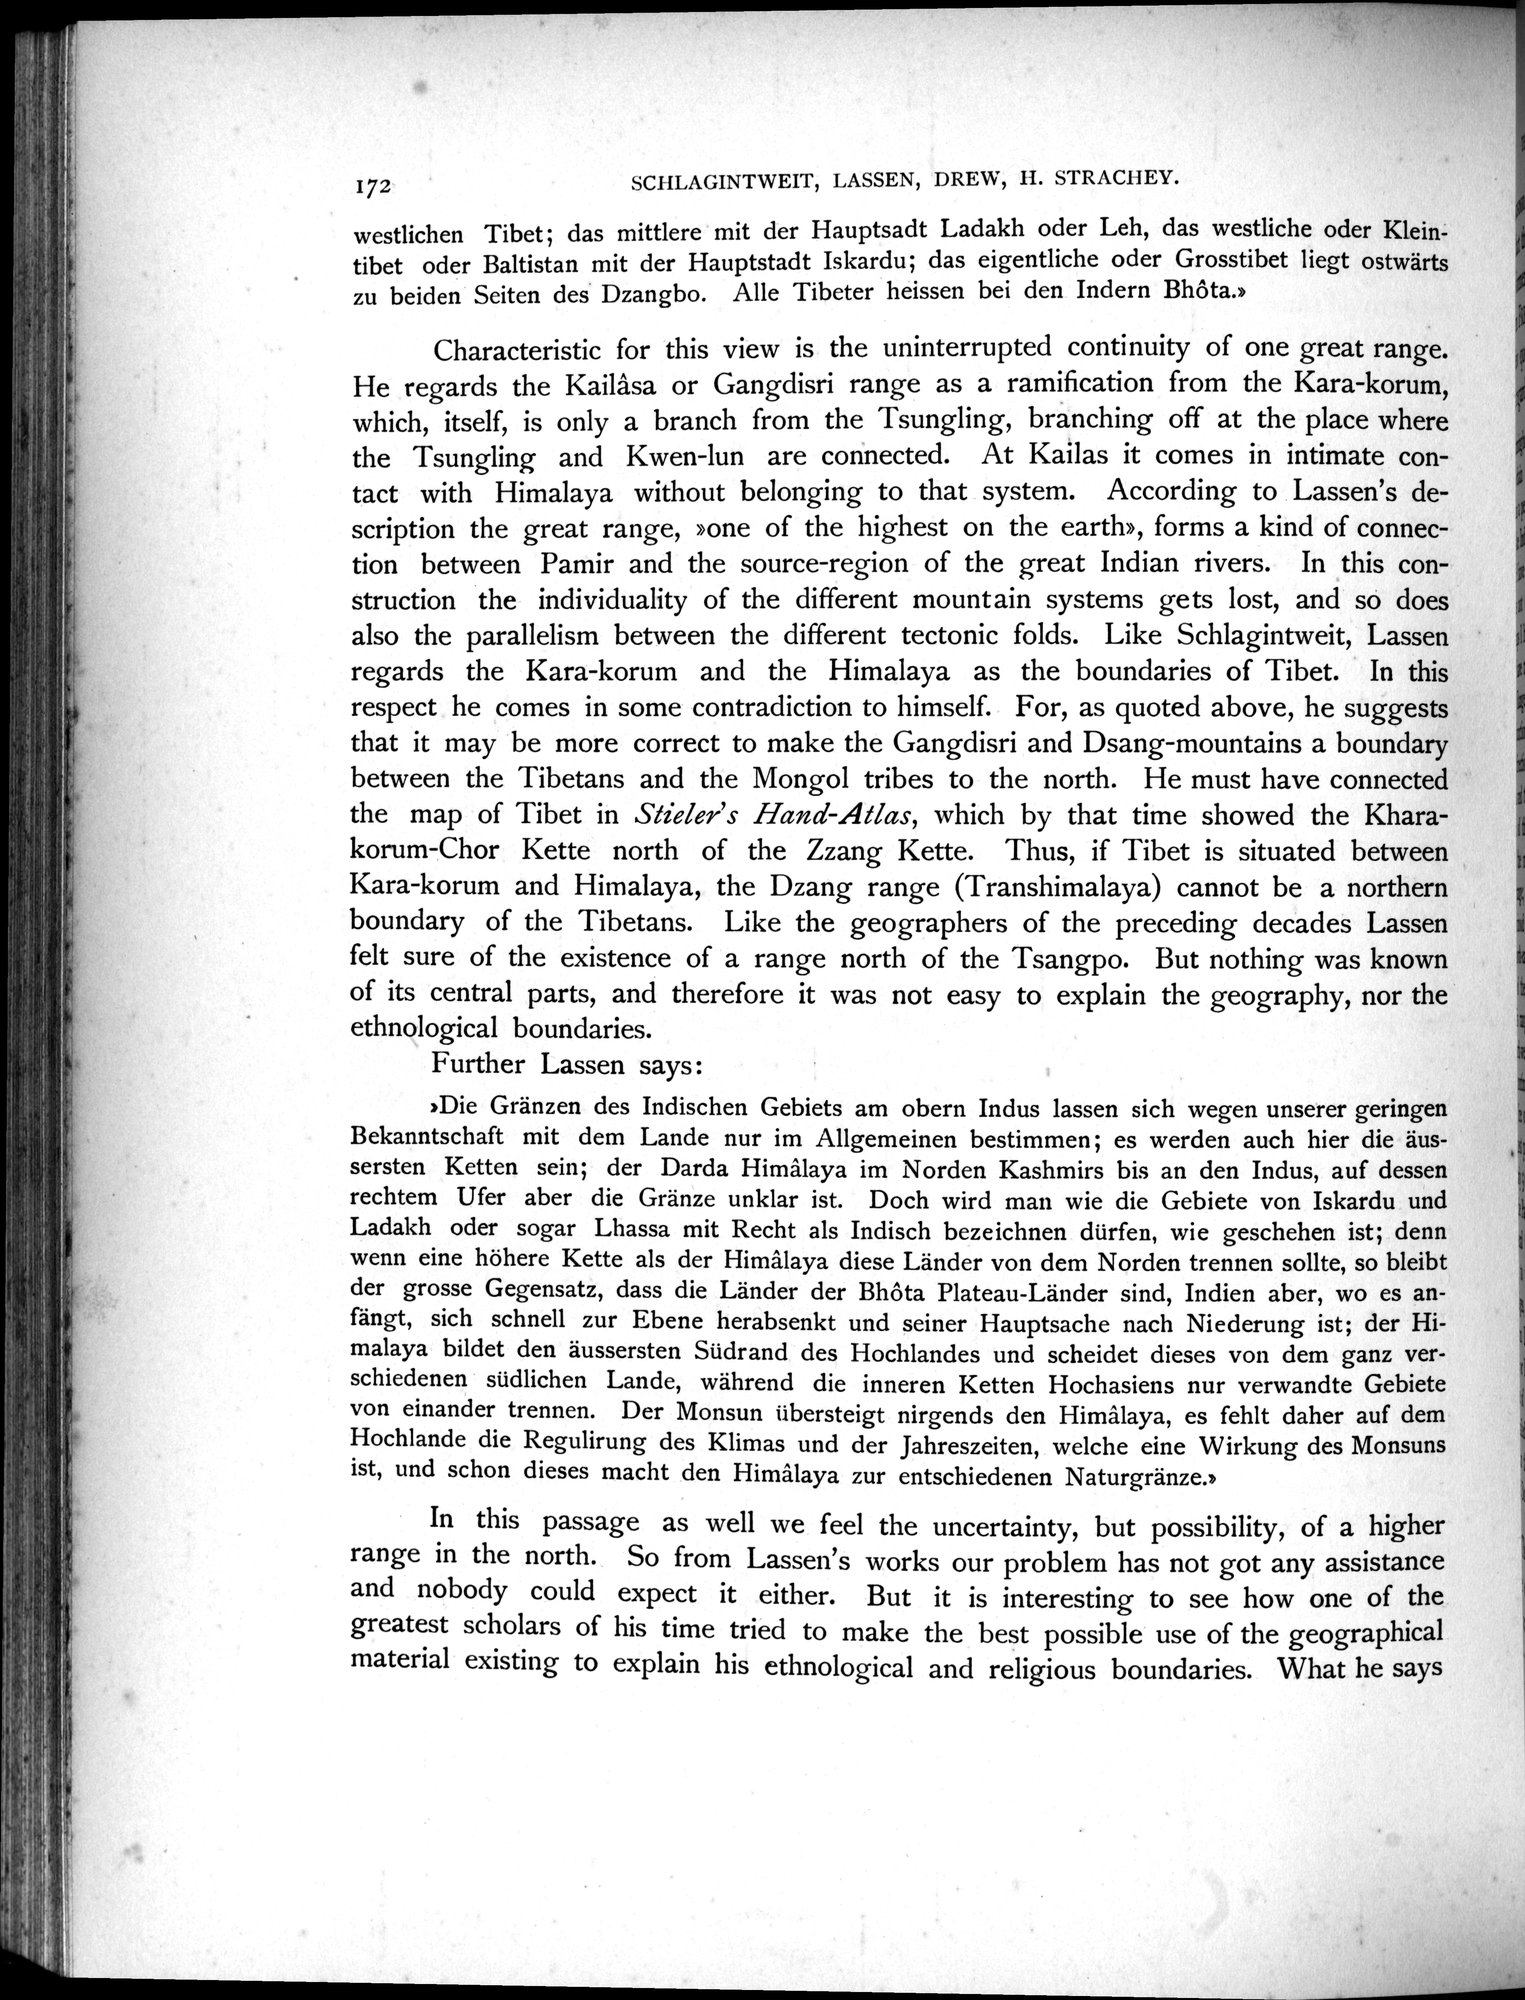 172 SCHLAGINTWEIT, LASSEN, DREW, H. STRACHEY.
westlichen Tibet; das mittlere mit der Hauptsadt Ladakh oder Leh, das westliche oder Klein-
tibet oder Baltistan mit der Hauptstadt Iskardu; das eigentliche oder Grosstibet liegt ostwärts
zu beiden Seiten des Dzangbo. Alle Tibeter heissen bei den Indern Bhôta.»
Characteristic for this view is the uninterrupted continuity of one great range.
He regards the Kailâsa or Gangdisri range as a ramification from the Kara-korum,
which, itself, is only a branch from the Tsungling, branching off at the place where
the Tsungling and Kwen-lun are connected. At Kailas it comes in intimate con-
tact with Himalaya without belonging to that system. According to Lassen's de-
scription the great range, »one of the highest on the earth», forms a kind of connec-
tion between Pamir and the source-region of the great Indian rivers. In this con-
struction the individuality of the different mountain systems gets lost, and so does
also the parallelism between the different tectonic folds. Like Schlagintweit, Lassen
regards the Kara-korum and the Himalaya as the boundaries of Tibet. In this
respect he comes in some contradiction to himself. For, as quoted above, he suggests
that it may be more correct to make the Gangdisri and Dsang-mountains a boundary
between the Tibetans and the Mongol tribes to the north. He must have connected
the map of Tibet in Stieler's Hand-Atlas, which by that time showed the Khara-
korum-Chor Kette north of the Zzang Kette. Thus, if Tibet is situated between
Kara-korum and Himalaya, the Dzang range (Transhimalaya) cannot be a northern
boundary of the Tibetans. Like the geographers of the preceding decades Lassen
felt sure of the existence of a range north of the Tsangpo. But nothing was known
of its central parts, and therefore it was not easy to explain the geography, nor the
ethnological boundaries.
Further Lassen says:
»Die Gränzen des Indischen Gebiets am obern Indus lassen sich wegen unserer geringen
Bekanntschaft mit dem Lande nur im Allgemeinen bestimmen; es werden auch hier die äus-
sersten Ketten sein; der Darda Himâlaya im Norden Kashmirs bis an den Indus, auf dessen
rechtem Ufer aber die Gränze unklar ist. Doch wird man wie die Gebiete von Iskardu und
Ladakh oder sogar Lhassa mit Recht als Indisch bezeichnen dürfen, wie geschehen ist; denn
wenn eine höhere Kette als der Himâlaya diese Länder von dem Norden trennen sollte, so bleibt
der grosse Gegensatz, dass die Länder der Bhôta Plateau-Länder sind, Indien aber, wo es an-
fängt, sich schnell zur Ebene herabsenkt und seiner Hauptsache nach Niederung ist; der Hi-
malaya bildet den äussersten Südrand des Hochlandes und scheidet dieses von dem ganz ver-
schiedenen südlichen Lande, während die inneren Ketten Hochasiens nur verwandte Gebiete
von einander trennen. Der Monsun übersteigt nirgends den Himâlaya, es fehlt daher auf dem
Hochlande die Regulirung des Klimas und der Jahreszeiten, welche eine Wirkung des Monsuns
ist, und schon dieses macht den Himâlaya zur entschiedenen Naturgränze.»
In this passage as well we feel the uncertainty, but possibility, of a higher
range in the north. So from Lassen's works our problem has not got any assistance
and nobody could expect it either. But it is interesting to see how one of the
greatest scholars of his time tried to make the best possible use of the geographical
material existing to explain his ethnological and religious boundaries. What he says